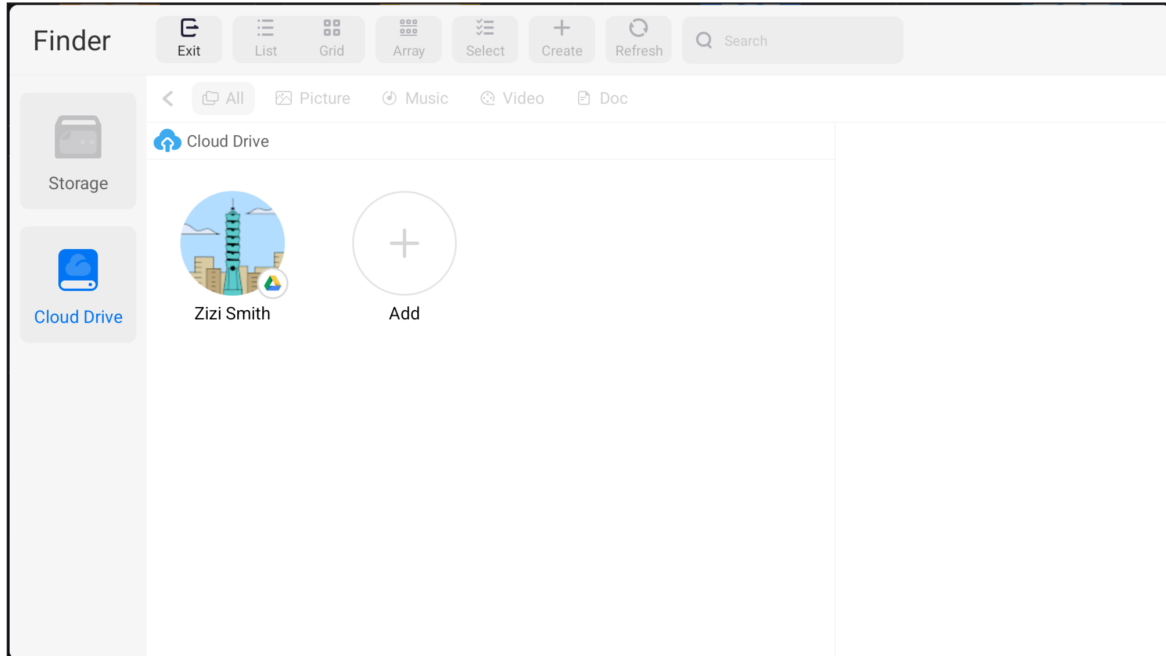 Finder
Exit
List
Grid
Array
Select
Create
Refresh
Search
All
Picture
Music
Video
Doc
Storage
Cloud Drive
Cloud Drive
Zizi Smith
Add